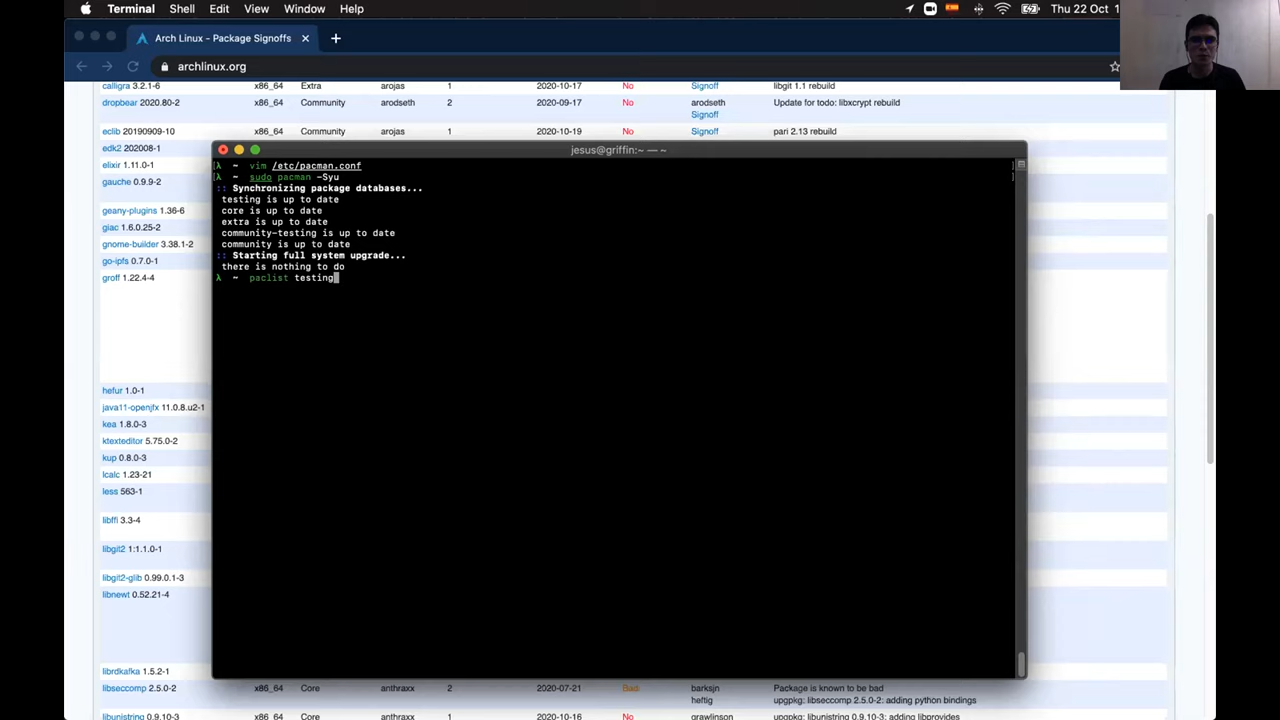 Terminal Shell Edit View Window Help Thu 22 Oct 1
Arch Linux - Package Signoffs
archlinux.org
calligra 3.2.1-6 x86_64 Extra arojas 1 2020-10-17 No Signoff libgit 1.1 rebuild
dropbear 2020.80-2 x86_64 Community arodseth 2 2020-09-17 No arodseth Update for todo: libxcrypt rebuild
Signoff
eclib 20190909-10 x86_64 Community arojas 1 2020-10-19 No Signoff pari 2.13 rebuild
edk2 202008-1
elixir 1.11.0-1
gauche 0.9.9-2
geany-plugins 1.36-6
giac 1.6.0.25-2
gnome-builder 3.38.1-2
go-ipfs 0.7.0-1
groff 1.22.4-4
hefur 1.0-1
java11-openjfx 11.0.8.u2-1
kea 1.8.0-3
ktexteditor 5.75.0-2
kup 0.8.0-3
lcalc 1.23-21
less 563-1
libffi 3.3-4
libgit2 1:1.1.0-1
libgit2-glib 0.99.0.1-3
libnewt 0.52.21-4
librdkafka 1.5.2-1
libseccomp 2.5.0-2 x86_64 Core anthraxx 2 2020-07-21 Bad barksjn Package is known to be bad
heftig upgpkg: libseccomp 2.5.0-2: adding python bindings
libunistring 0.9.10-3 x86_64 Core anthraxx 1 2020-10-16 No grawlinson upgpkg: libunistring 0.9.10-3: adding libprovides
jesus@griffin:~ — ~
[λ ~ vim /etc/pacman.conf ]
[λ ~ sudo pacman -Syu ]
:: Synchronizing package databases...
testing is up to date
core is up to date
extra is up to date
community-testing is up to date
community is up to date
:: Starting full system upgrade...
there is nothing to do
λ ~ paclist testing